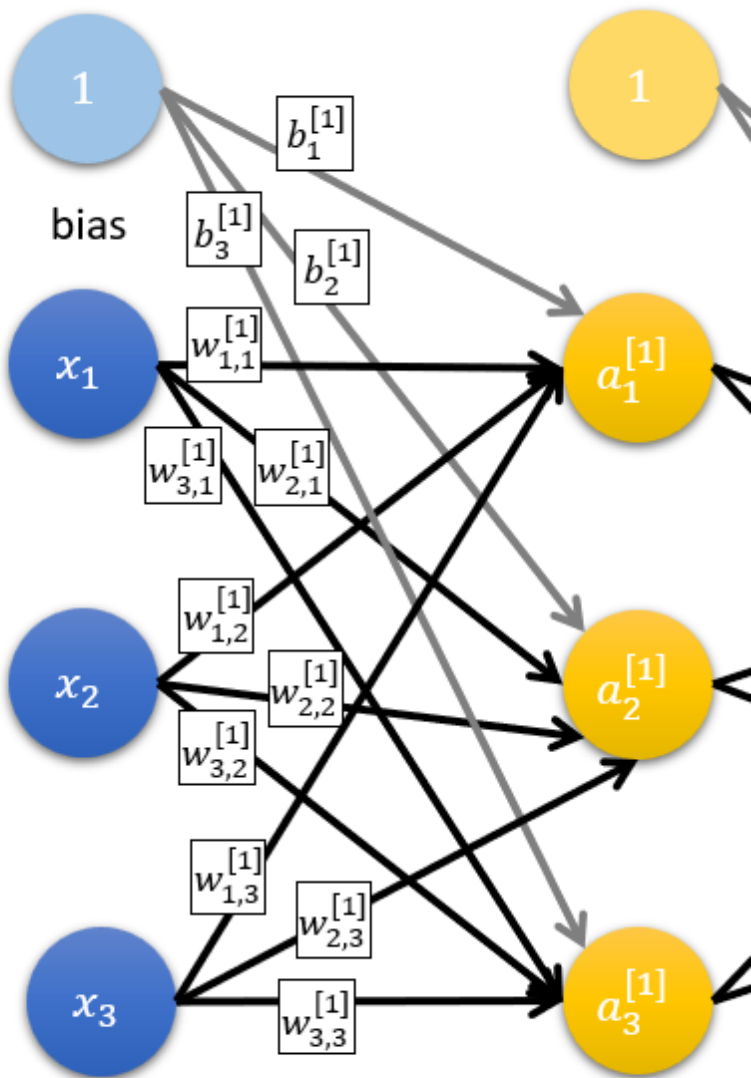 1 1
b_1^{[1]}
bias b_3^{[1]} b_2^{[1]}
x_1 w_{1,1}^{[1]} a_1^{[1]}
w_{3,1}^{[1]} w_{2,1}^{[1]}
w_{1,2}^{[1]}
x_2 w_{2,2}^{[1]} a_2^{[1]}
w_{3,2}^{[1]}
w_{1,3}^{[1]}
w_{2,3}^{[1]}
x_3 w_{3,3}^{[1]} a_3^{[1]}